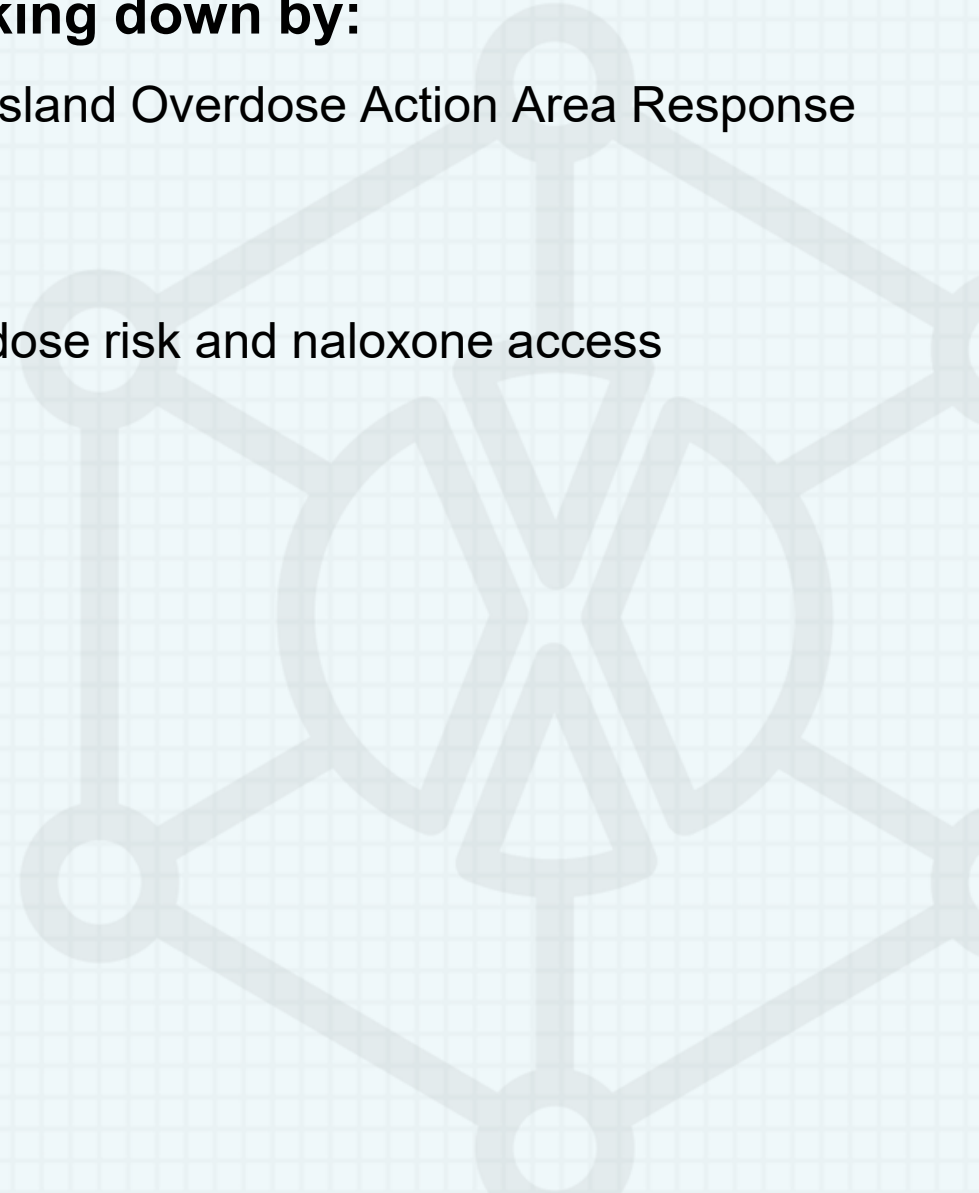 king down by:
sland Overdose Action Area Response
dose risk and naloxone access